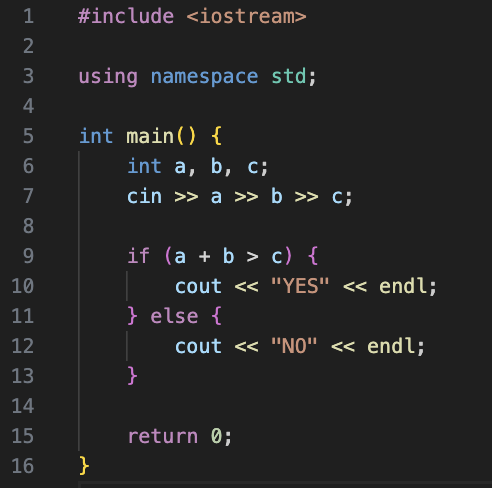 1 #include <iostream>
2
3 using namespace std;
4
5 int main() {
6     int a, b, c;
7     cin >> a >> b >> c;
8
9     if (a + b > c) {
10         cout << "YES" << endl;
11     } else {
12         cout << "NO" << endl;
13     }
14
15     return 0;
16 }